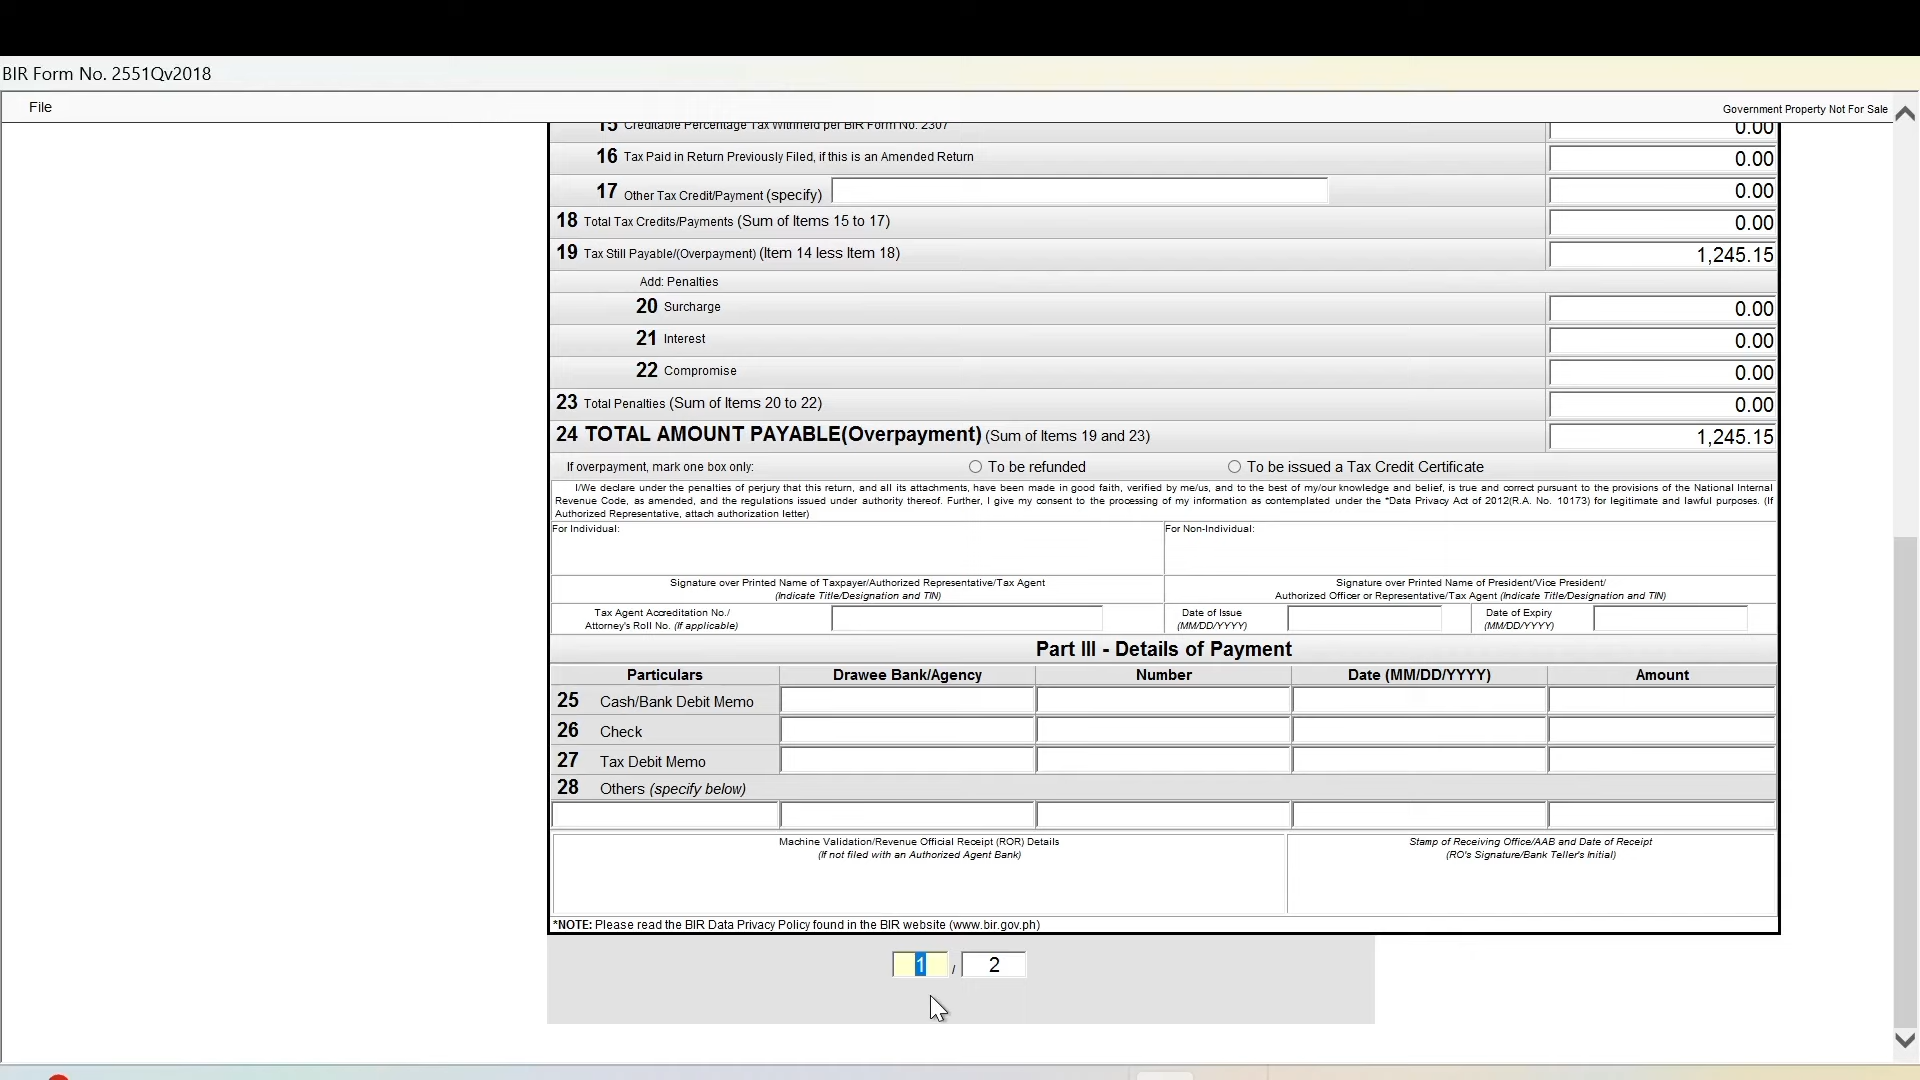 BIR Form No. 2551Qv2018
File
Government Property Not For Sale
15 Creditable Percentage Tax Withheld per BIR Form No. 2307 0.00
16 Tax Paid in Return Previously Filed, if this is an Amended Return 0.00
17 Other Tax Credit/Payment (specify) 0.00
18 Total Tax Credits/Payments (Sum of Items 15 to 17) 0.00
19 Tax Still Payable/(Overpayment) (Item 14 less Item 18) 1,245.15
Add: Penalties
20 Surcharge 0.00
21 Interest 0.00
22 Compromise 0.00
23 Total Penalties (Sum of Items 20 to 22) 0.00
24 TOTAL AMOUNT PAYABLE(Overpayment) (Sum of Items 19 and 23) 1,245.15
If overpayment, mark one box only: To be refunded To be issued a Tax Credit Certificate
I/We declare under the penalties of perjury that this return, and all its attachments, have been made in good faith, verified by me/us, and to the best of my/our knowledge and belief, is true and correct pursuant to the provisions of the National Internal
Revenue Code, as amended, and the regulations issued under authority thereof. Further, I give my consent to the processing of my information as contemplated under the *Data Privacy Act of 2012(R.A. No. 10173) for legitimate and lawful purposes. (If
Authorized Representative, attach authorization letter)
For Individual: For Non-Individual:
Signature over Printed Name of Taxpayer/Authorized Representative/Tax Agent
(Indicate Title/Designation and TIN)
Signature over Printed Name of President/Vice President/
Authorized Officer or Representative/Tax Agent (Indicate Title/Designation and TIN)
Tax Agent Accreditation No./
Attorney's Roll No. (If applicable)
Date of Issue
(MM/DD/YYYY)
Date of Expiry
(MM/DD/YYYY)
Part III - Details of Payment
Particulars Drawee Bank/Agency Number Date (MM/DD/YYYY) Amount
25 Cash/Bank Debit Memo
26 Check
27 Tax Debit Memo
28 Others (specify below)
Machine Validation/Revenue Official Receipt (ROR) Details
(If not filed with an Authorized Agent Bank)
Stamp of Receiving Office/AAB and Date of Receipt
(RO's Signature/Bank Teller's Initial)
*NOTE: Please read the BIR Data Privacy Policy found in the BIR website (www.bir.gov.ph)
1 / 2